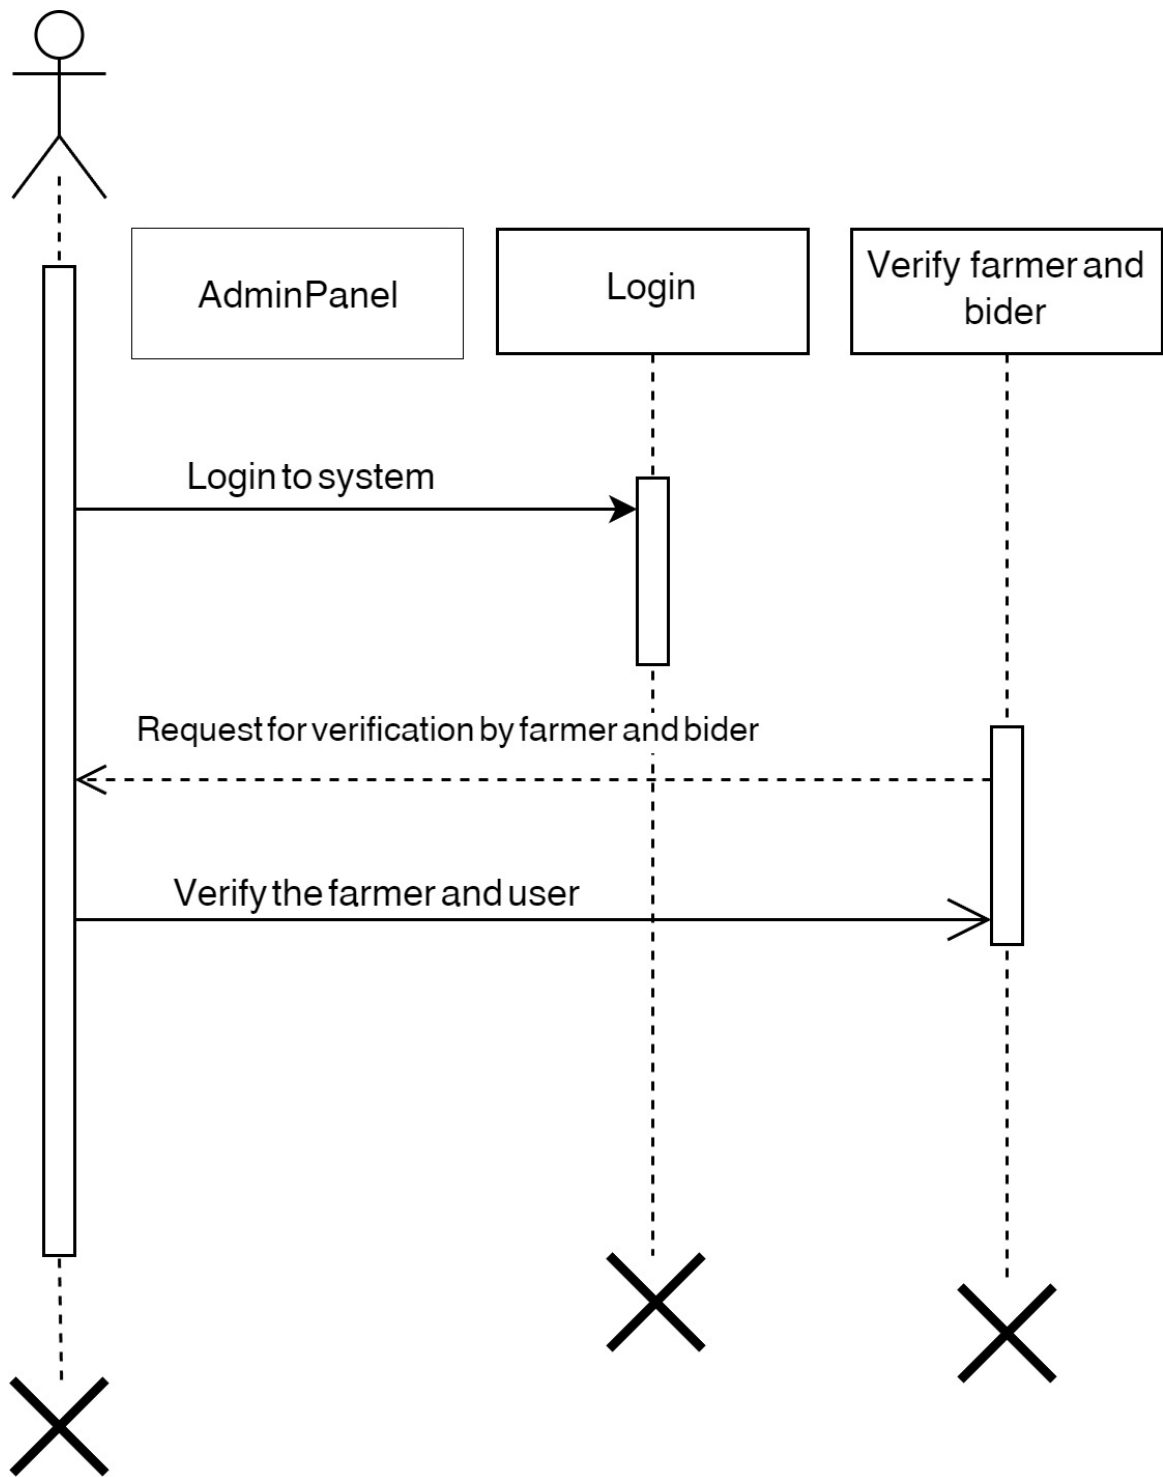 AdminPanel
Login
Verify farmer and
bider
Login to system
Request for verification by farmer and bider
Verify the farmer and user